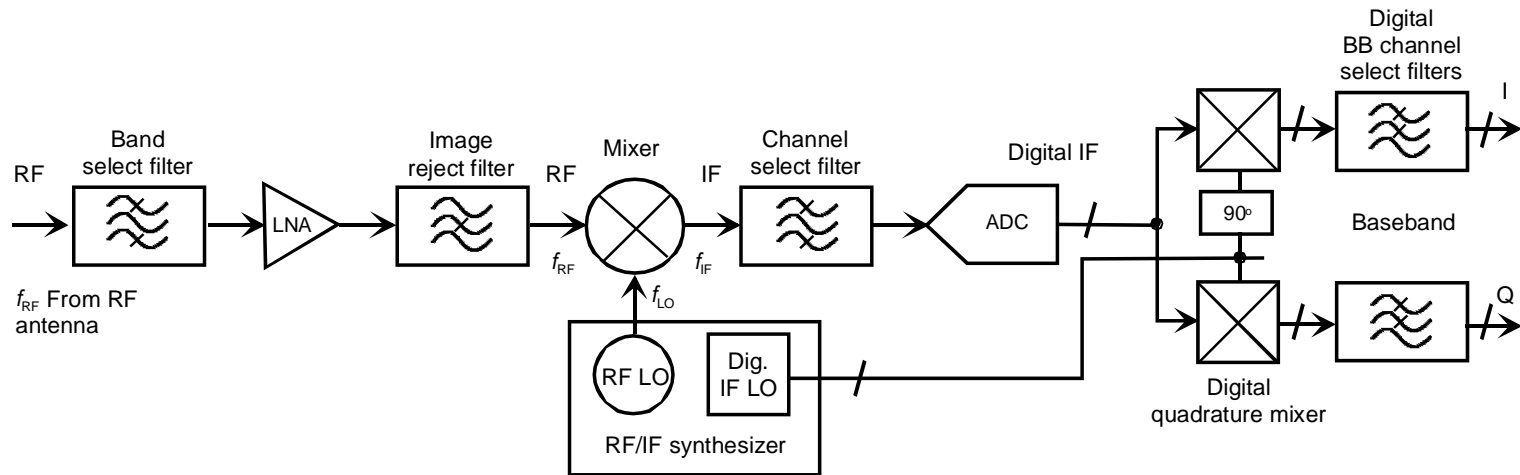 Digital
BB channel
select filters
I
Band
select filter
Image
reject filter
Mixer
Channel
select filter
Digital IF
RF
RF
IF
LNA
ADC
90°
Baseband
fRF
fIF
fRF From RF
antenna
fLO
Q
RF LO
Dig.
IF LO
Digital
quadrature mixer
RF/IF synthesizer